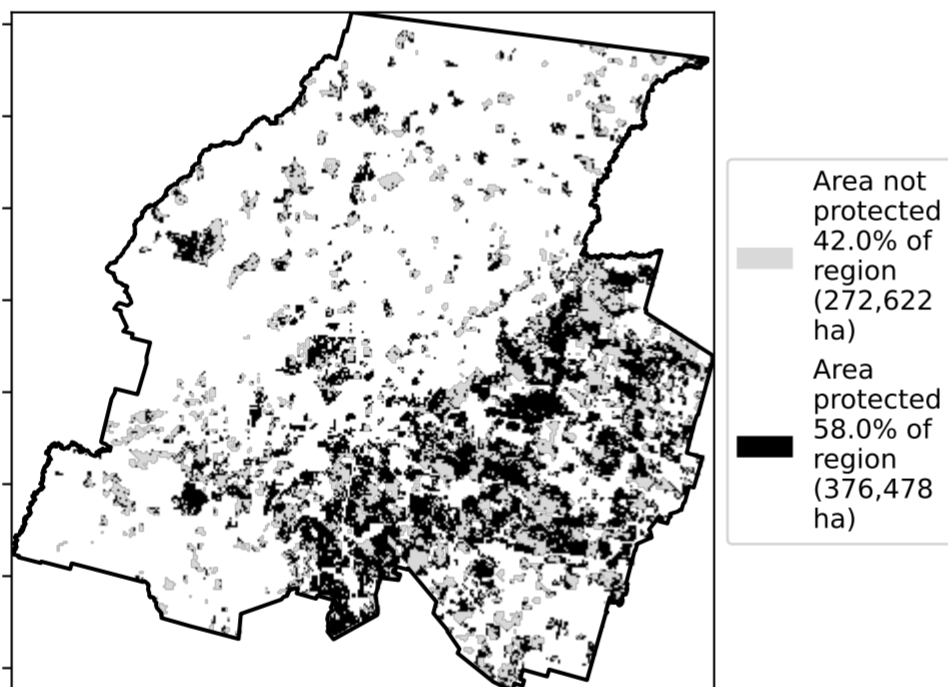 Area not
protected
42.0% of
region
(272,622
ha)
Area
protected
58.0% of
region
(376,478
ha)